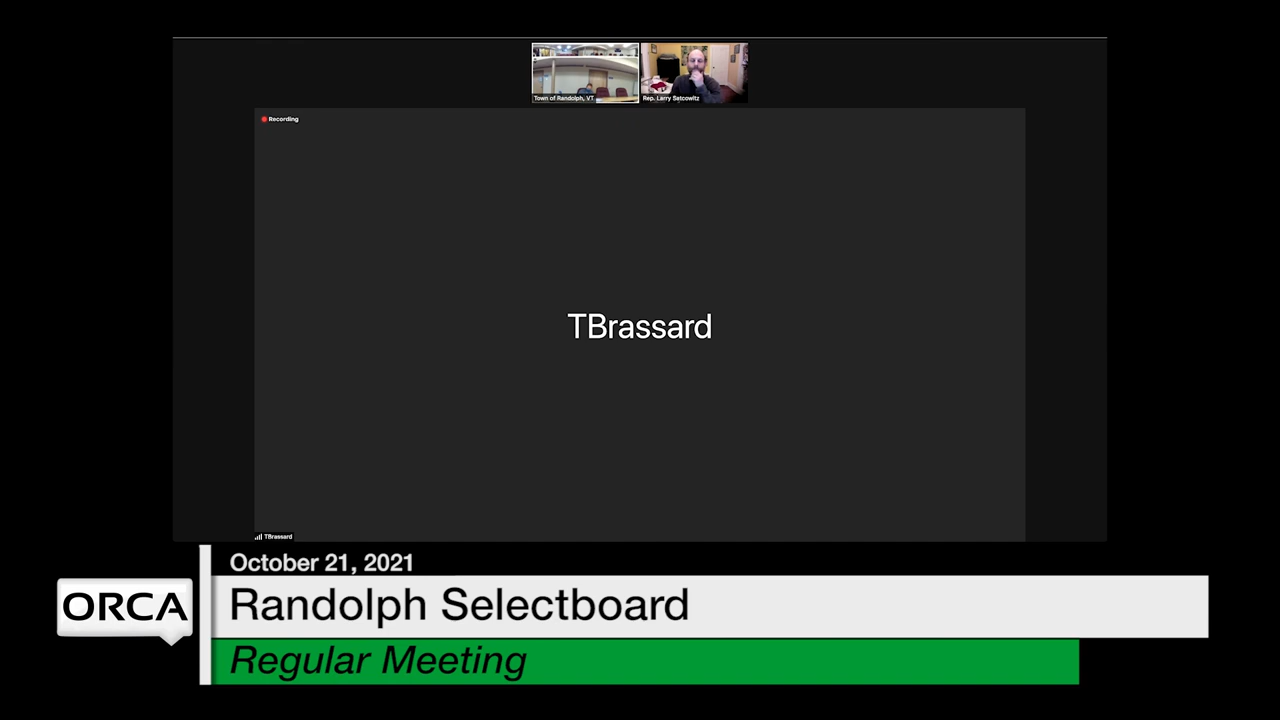 Town of Randolph, VT
Rep. Larry Satcowitz
Recording
TBrassard
TBrassard
October 21, 2021
ORCA
Randolph Selectboard
Regular Meeting